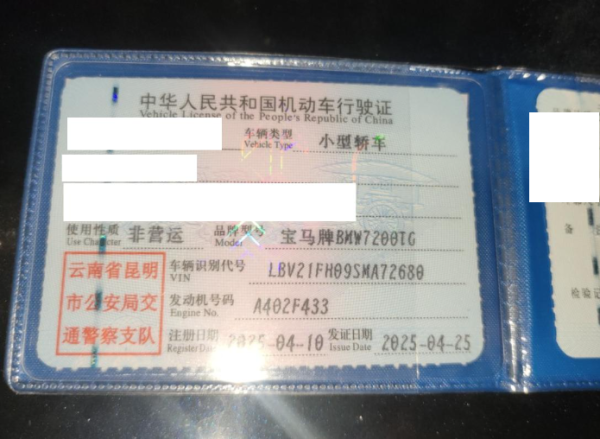 中华人民共和国机动车行驶证
Vehicle License of the People's Republic of China
车辆类型 小型轿车
Vehicle Type
使用性质 非营运 品牌型号 宝马牌BMW7200TG
Use Character Model
云南省昆明
市公安局交
通警察支队
车辆识别代号 LBV21FH09SMA72680
VIN
发动机号码 A402F433
Engine No.
注册日期 2025-04-10 发证日期 2025-04-25
Register Date Issue Date
备
检验记